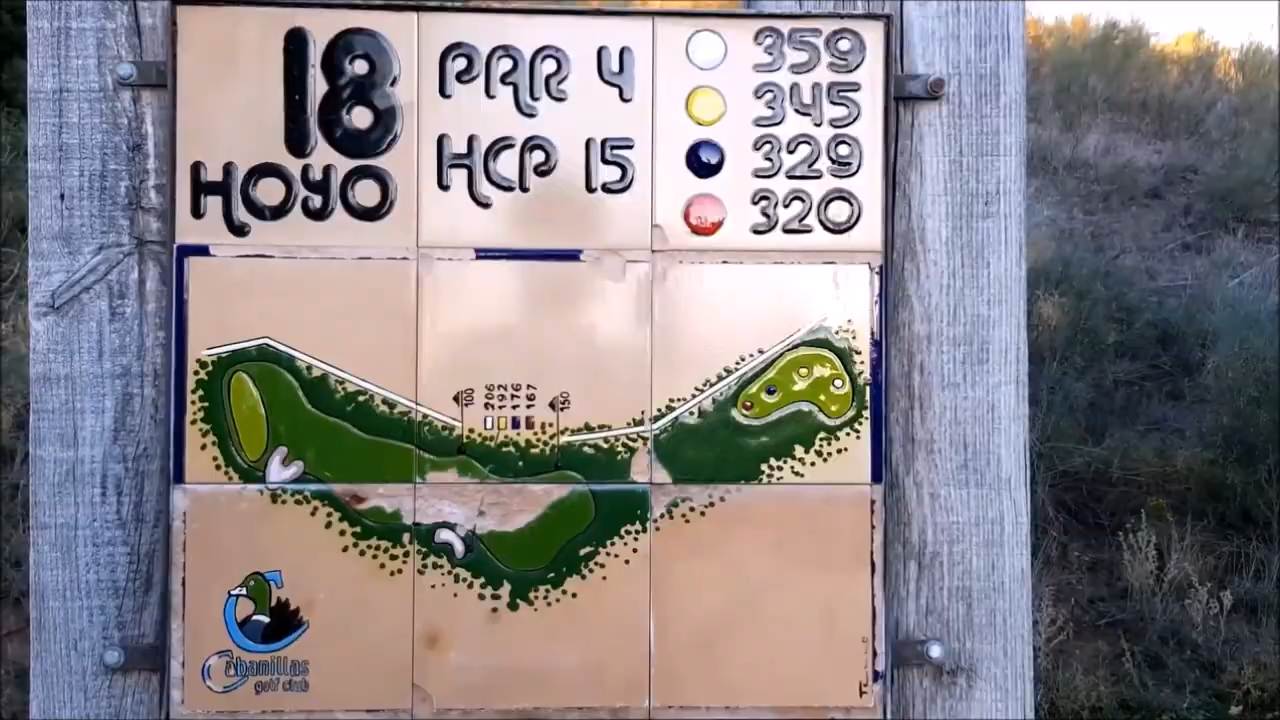 18
HOYO
PAR 4
HCP 15
359
345
329
320
100
206
192
176
167
150
Cabanillas
golf club